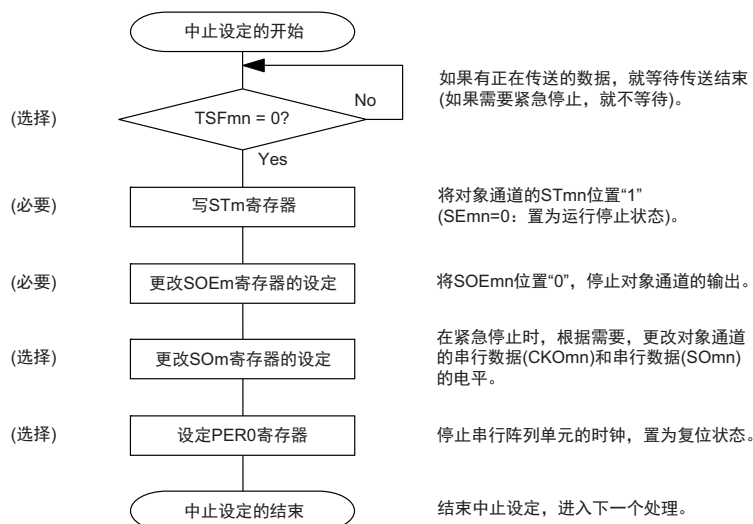 中止设定的开始
如果有正在传送的数据，就等待传送结束
(如果需要紧急停止，就不等待)。
No
(选择)
TSFmn = 0?
Yes
(必要)
写STm寄存器
将对象通道的STmn位置“1”
(SEmn=0：置为运行停止状态)。
(必要)
更改SOEm寄存器的设定
将SOEmn位置“0”，停止对象通道的输出。
(选择)
更改SOm寄存器的设定
在紧急停止时，根据需要，更改对象通道
的串行数据(CKOmn)和串行数据(SOmn)
的电平。
(选择)
设定PER0寄存器
停止串行阵列单元的时钟，置为复位状态。
中止设定的结束
结束中止设定，进入下一个处理。